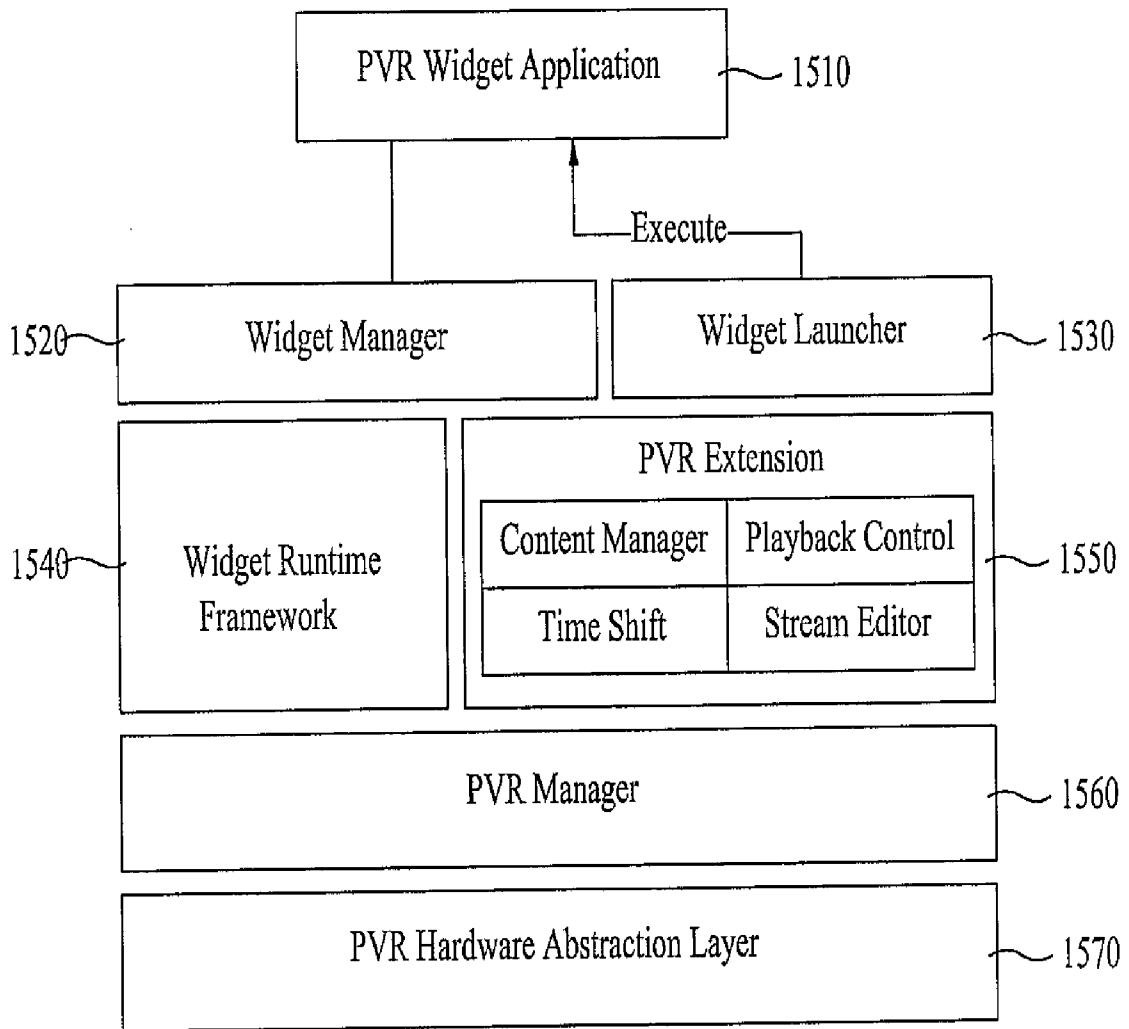 PVR Widget Application
1510
Execute
1520
Widget Manager
Widget Launcher
1530
PVR Extension
1540
Widget Runtime
Framework
Content Manager
Playback Control
1550
Time Shift
Stream Editor
PVR Manager
1560
PVR Hardware Abstraction Layer
1570